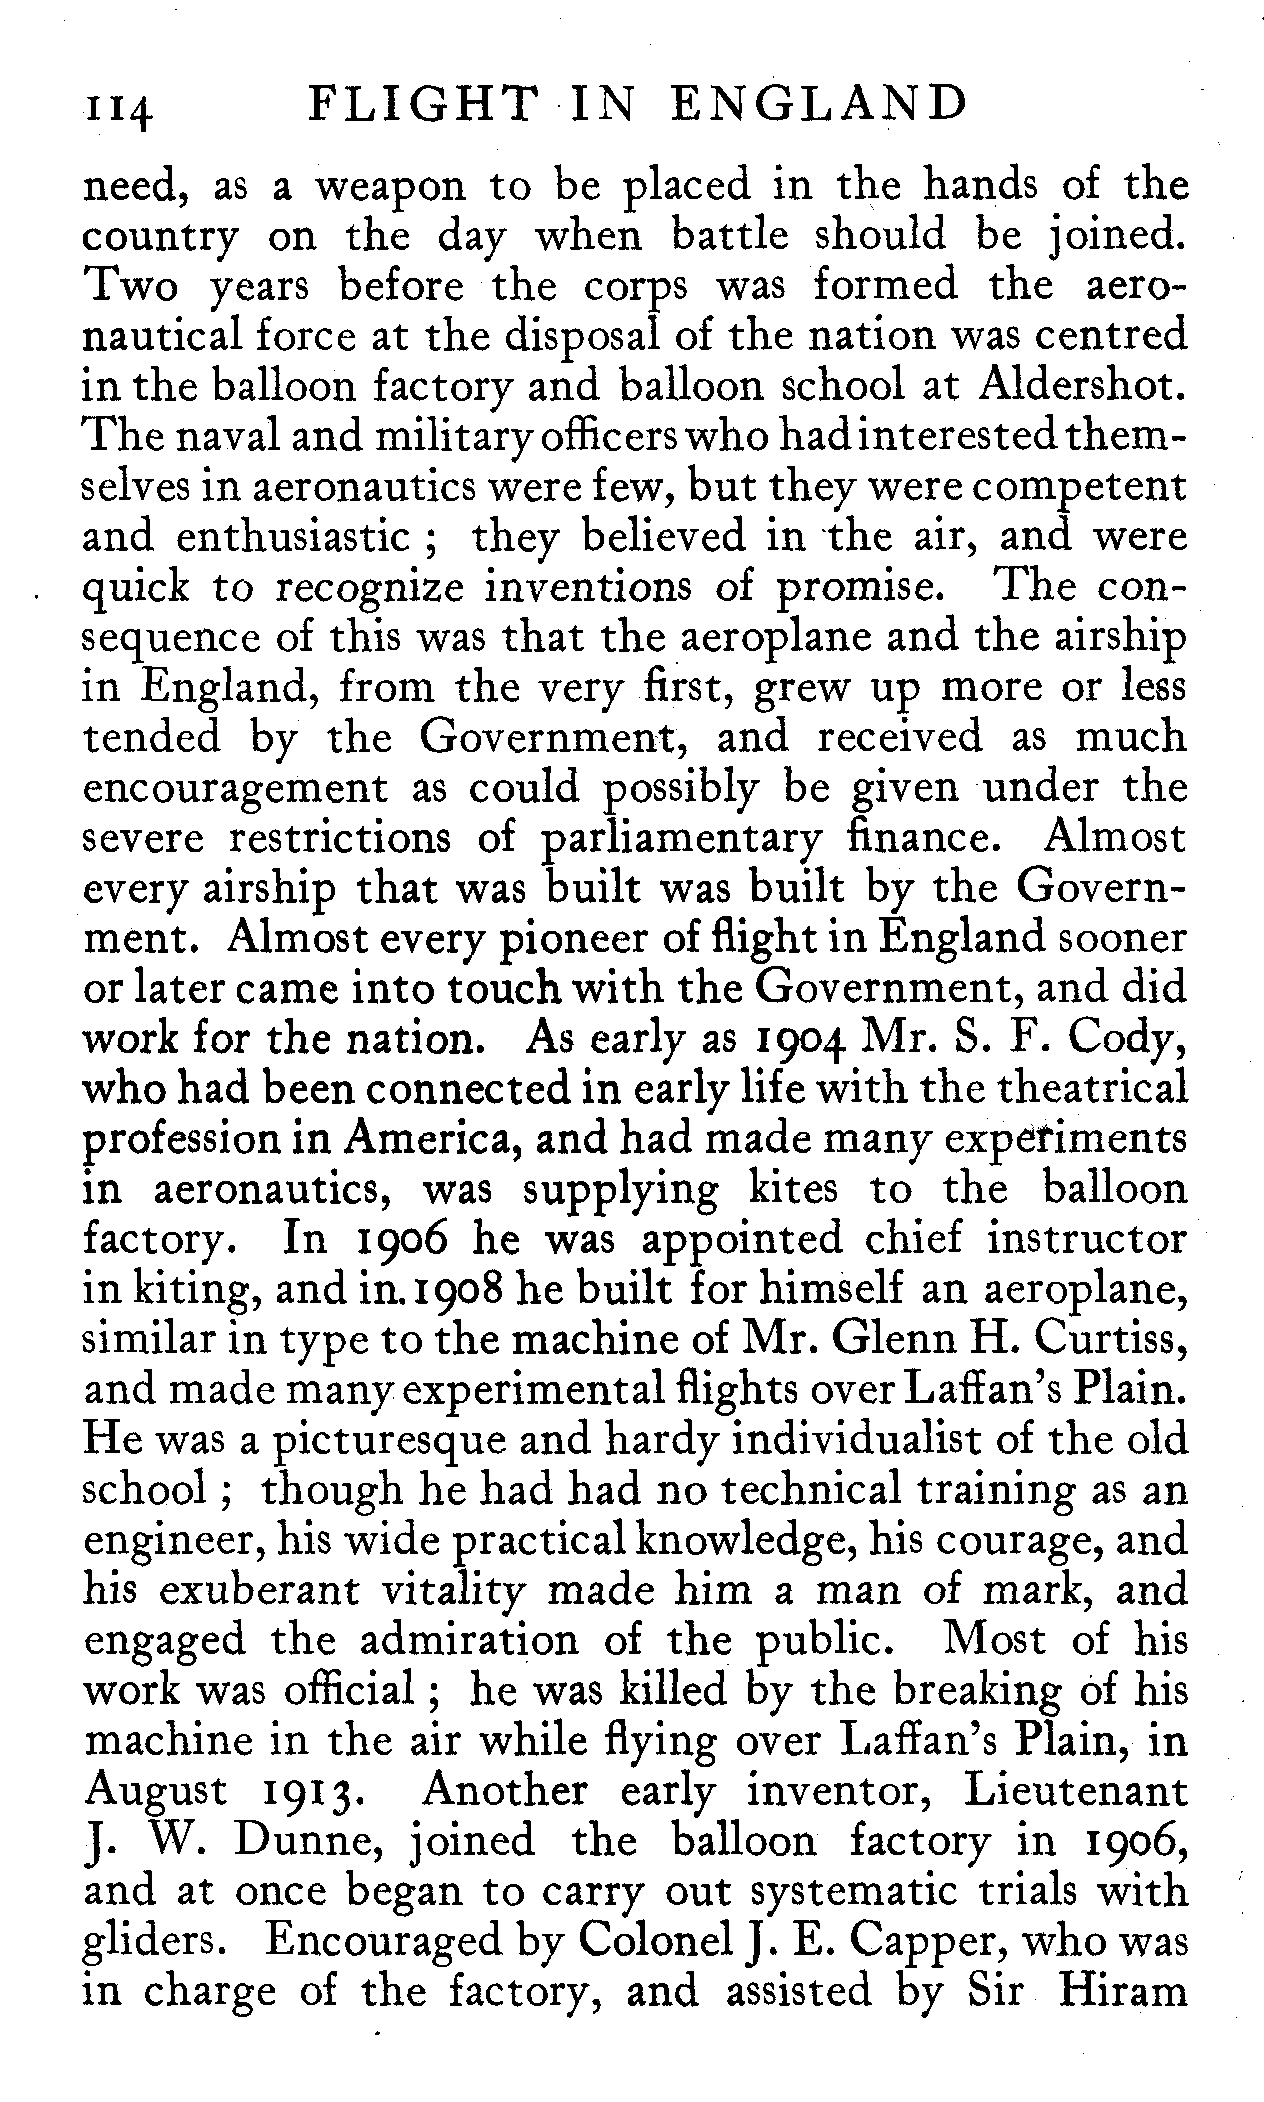 114 FLIGHT IN ENGLAND
need, as a weapon to be placed in the hands of the
country on the day when battle should be joined.
Two years before the corps was formed the aero-
nautical force at the disposal of the nation was centred
in the balloon factory and balloon school at Aldershot.
The naval and military officers who had interested them-
selves in aeronautics were few, but they were competent
and enthusiastic ; they believed in the air, and were
quick to recognize inventions of promise. The con-
sequence of this was that the aeroplane and the airship
in England, from the very first, grew up more or less
tended by the Government, and received as much
encouragement as could possibly be given under the
severe restrictions of parliamentary finance. Almost
every airship that was built was built by the Govern-
ment. Almost every pioneer of flight in England sooner
or later came into touch with the Government, and did
work for the nation. As early as 1904 Mr. S. F. Cody,
who had been connected in early life with the theatrical
profession in America, and had made many experiments
in aeronautics, was supplying kites to the balloon
factory. In 1906 he was appointed chief instructor
in kiting, and in 1908 he built for himself an aeroplane,
similar in type to the machine of Mr. Glenn H. Curtiss,
and made many experimental flights over Laffan's Plain.
He was a picturesque and hardy individualist of the old
school ; though he had had no technical training as an
engineer, his wide practical knowledge, his courage, and
his exuberant vitality made him a man of mark, and
engaged the admiration of the public. Most of his
work was official ; he was killed by the breaking of his
machine in the air while flying over Laffan's Plain, in
August 1913. Another early inventor, Lieutenant
J. W. Dunne, joined the balloon factory in 1906,
and at once began to carry out systematic trials with
gliders. Encouraged by Colonel J. E. Capper, who was
in charge of the factory, and assisted by Sir Hiram